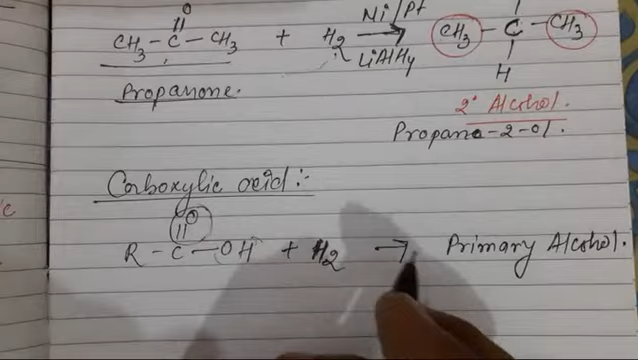 O
||
CH3 - C - CH3 + H2 Ni/Pt → CH3 - C - CH3
LiAlH4
H
Propanone.
2° Alcohol.
Propane-2-ol.
Carboxylic acid:-
O
||
R - C - OH + H2 → Primary Alcohol.